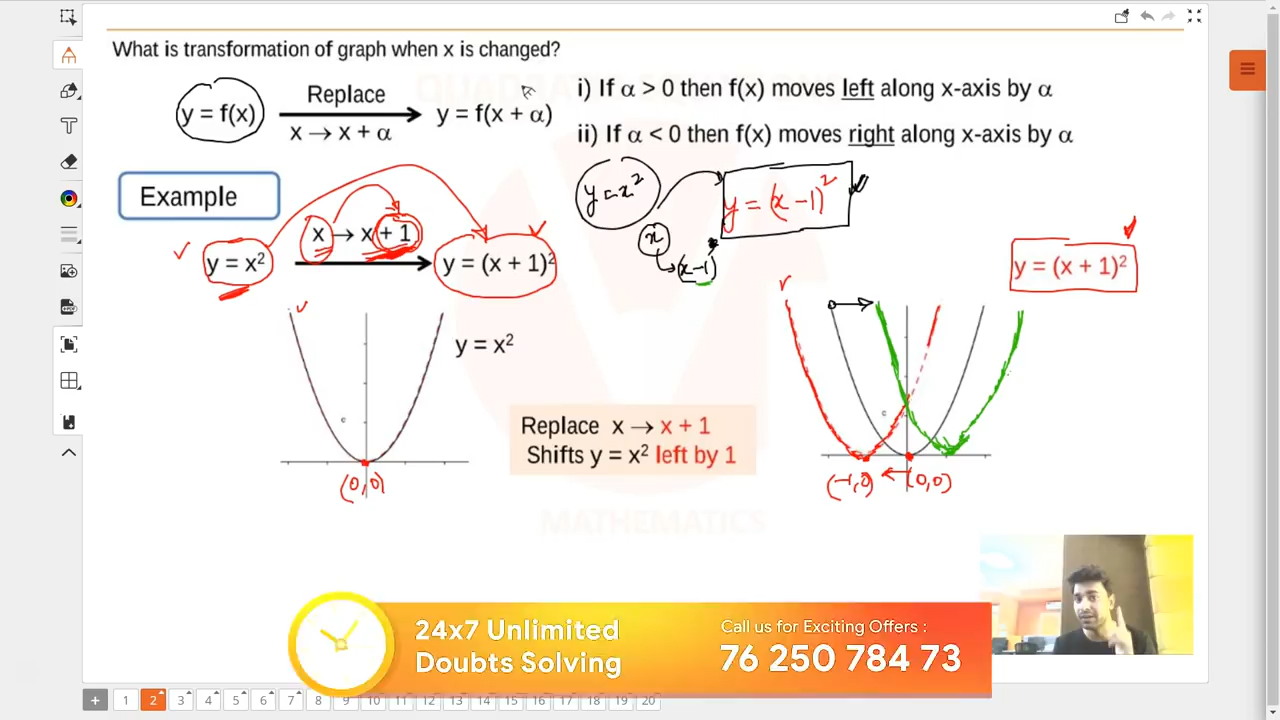 What is transformation of graph when x is changed?
y = f(x)
Replace
x → x + α
y = f(x + α)
i) If α > 0 then f(x) moves left along x-axis by α
ii) If α < 0 then f(x) moves right along x-axis by α
Example
y = x²
x → x + 1
y = (x + 1)²
y = x²
y = (x - 1)²
x
(x-1)
y = (x + 1)²
y = x²
Replace x → x + 1
Shifts y = x² left by 1
(0,0)
(-1,0)
(0,0)
MATHEMATICS
24x7 Unlimited
Doubts Solving
Call us for Exciting Offers :
76 250 784 73
1 2 3 4 5 6 7 8 9 10 11 12 13 14 15 16 17 18 19 20